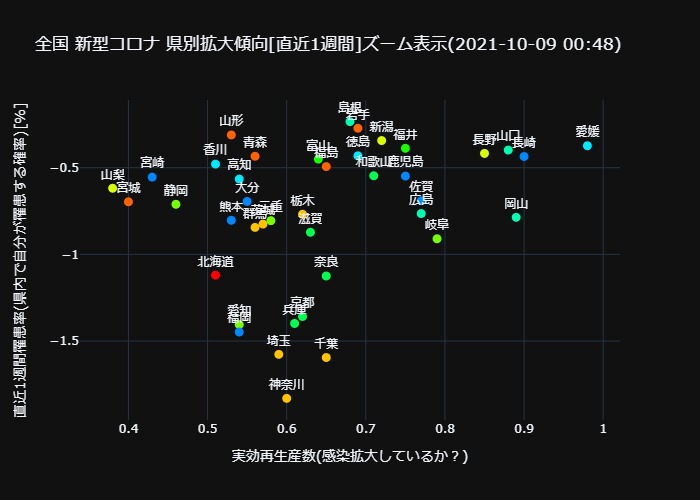 全国 新型コロナ 県別拡大傾向[直近1週間]ズーム表示(2021-10-09 00:48)
直近1週間罹患率(県内で自分が罹患する確率)[%]
島根
岩手
山形
新潟
福井
愛媛
青森
香川
富山
福島
徳島
長野
山口
長崎
山梨
宮崎
高知
和歌山
鹿児島
−0.5
宮城
静岡
大分
佐賀
熊本
群馬
三重
栃木
滋賀
広島
岡山
岐阜
−1
北海道
奈良
愛知
福岡
兵庫
京都
−1.5
埼玉
千葉
神奈川
0.4
0.5
0.6
0.7
0.8
0.9
1
実効再生産数(感染拡大しているか？)